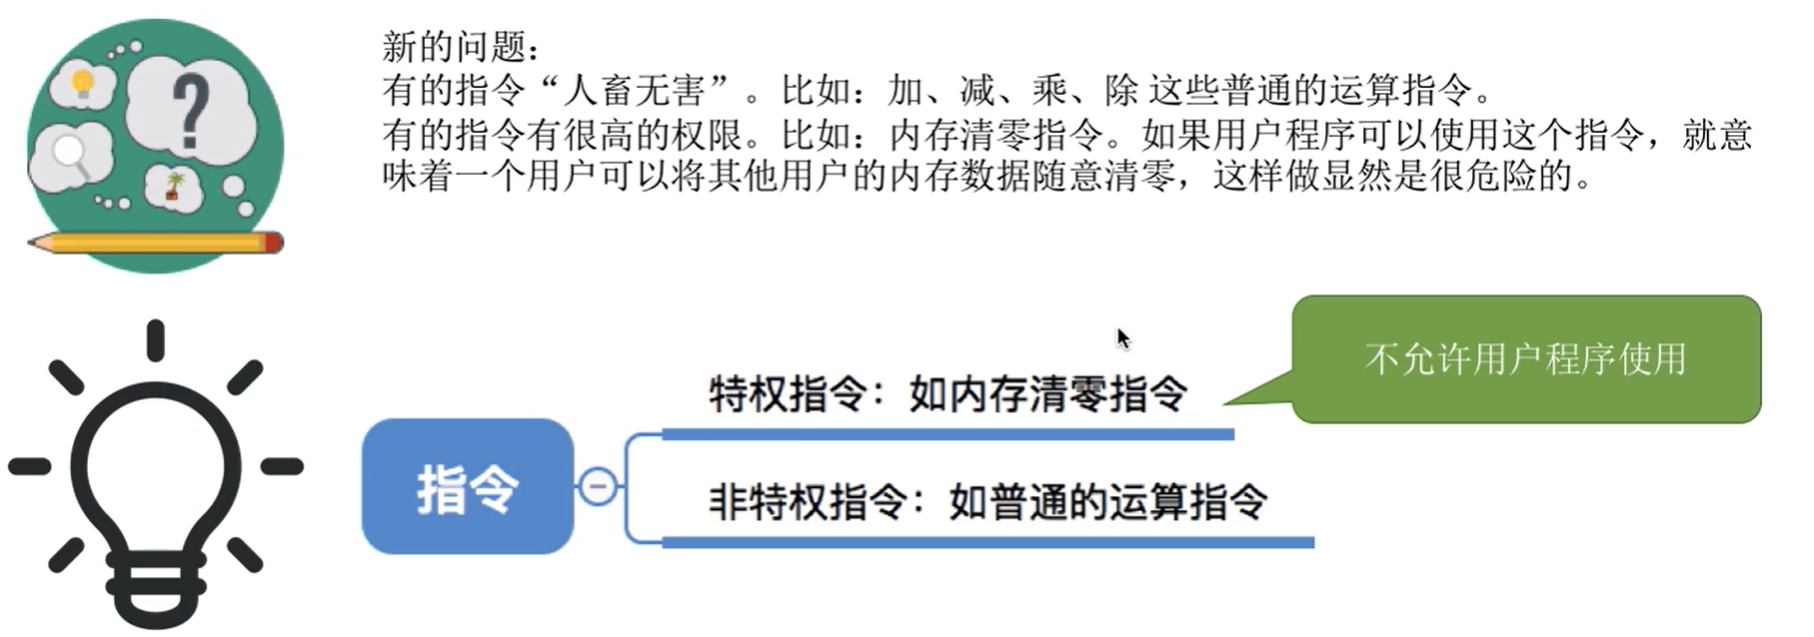 新的问题：
有的指令“人畜无害”。比如：加、减、乘、除 这些普通的运算指令。
有的指令有很高的权限。比如：内存清零指令。如果用户程序可以使用这个指令，就意
味着一个用户可以将其他用户的内存数据随意清零，这样做显然是很危险的。
不允许用户程序使用
特权指令：如内存清零指令
指令
非特权指令：如普通的运算指令